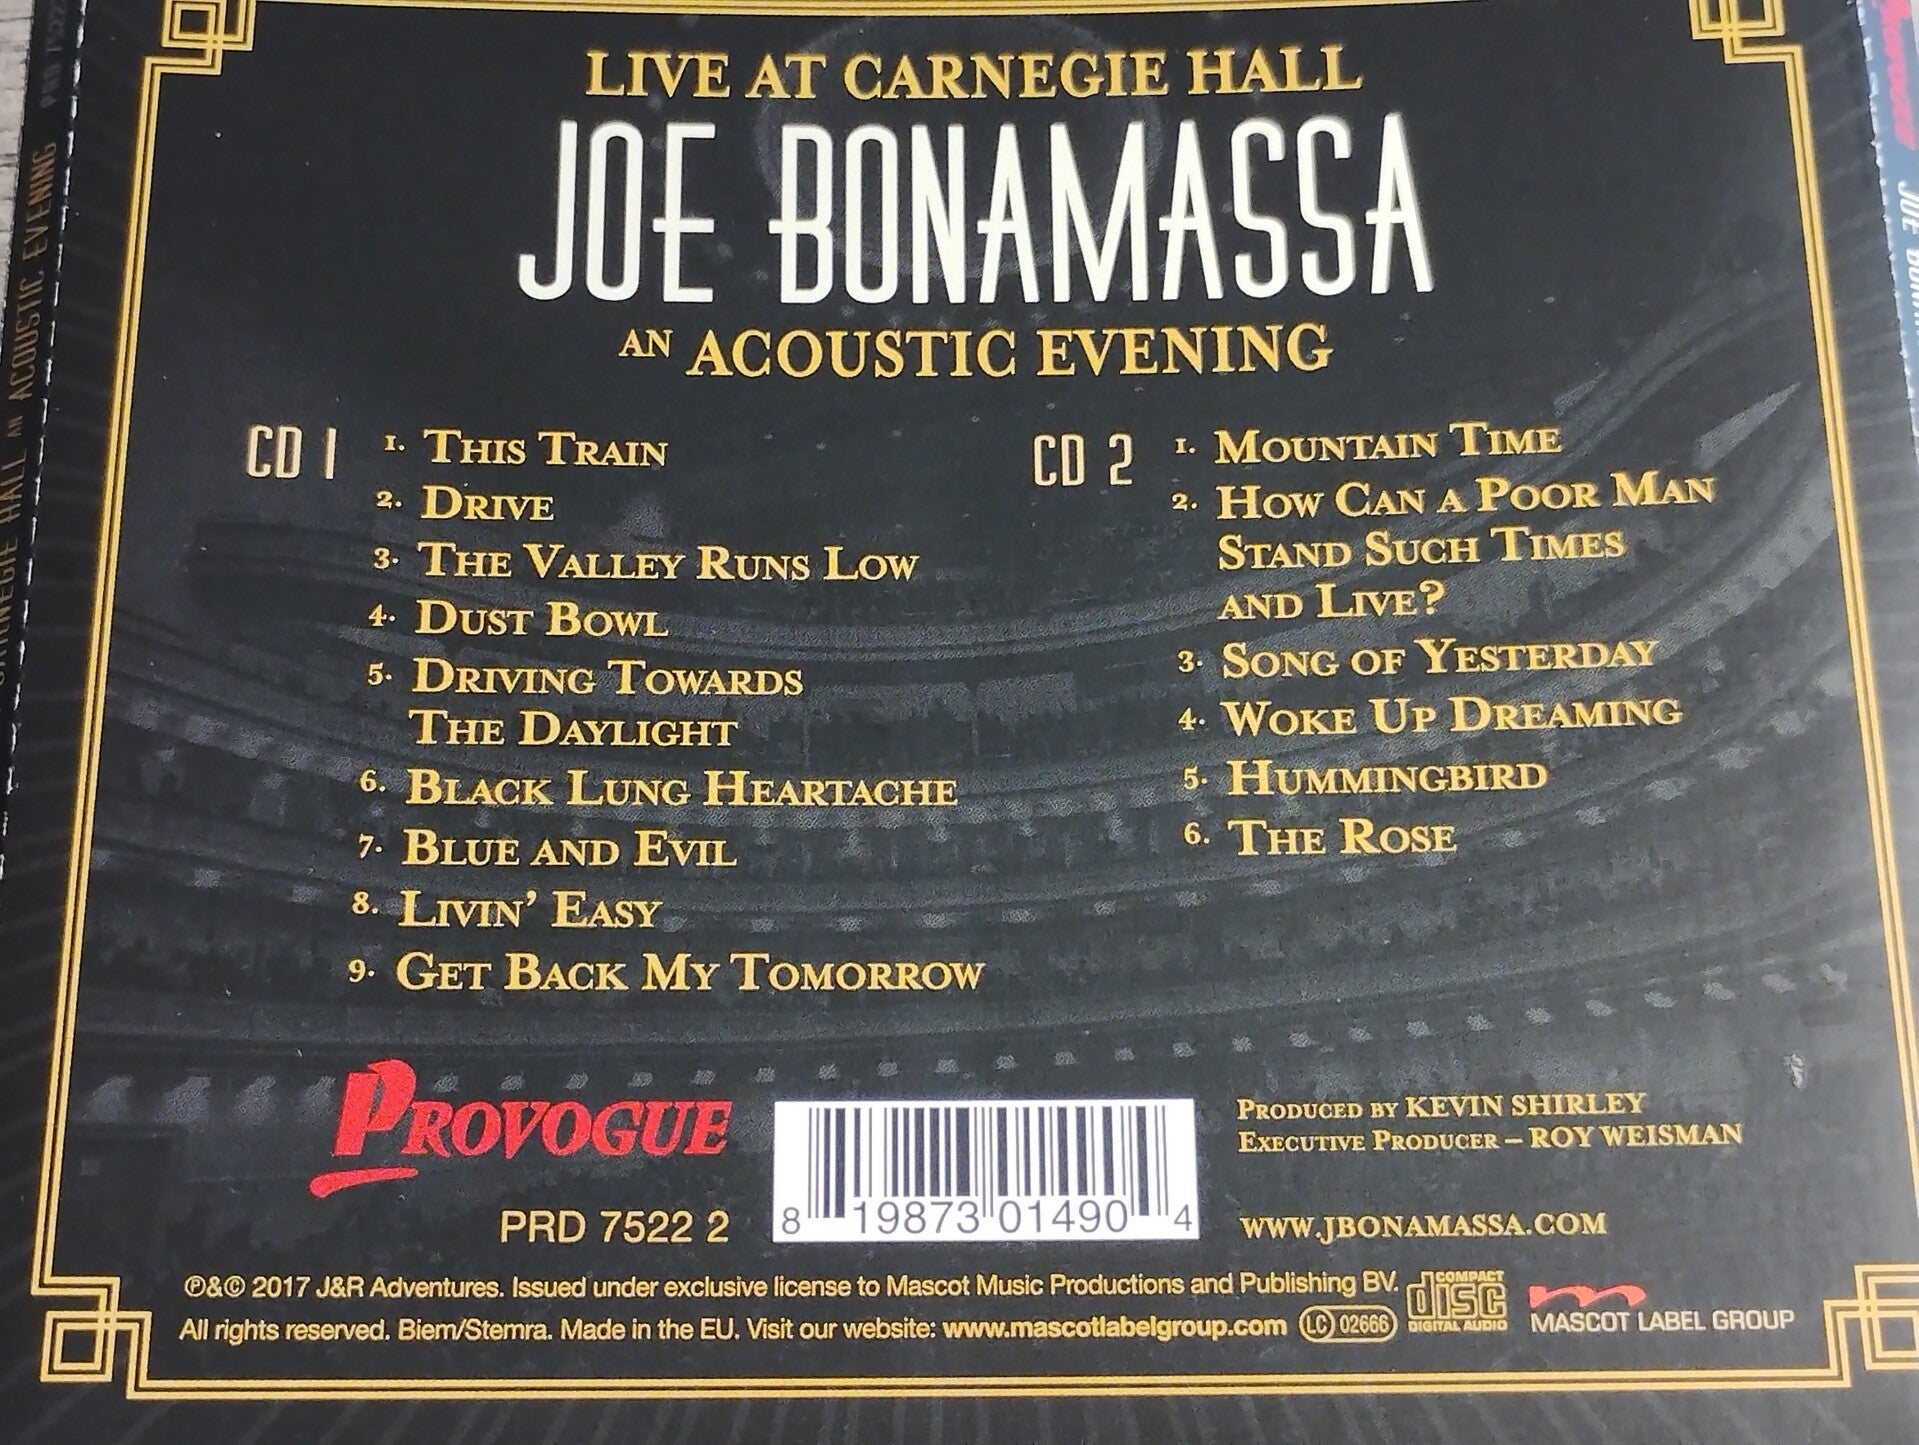 LIVE AT CARNEGIE HALL
JOE BONAMASSA
AN ACOUSTIC EVENING
CD 1
1. THIS TRAIN
2. DRIVE
3. THE VALLEY RUNS LOW
4. DUST BOWL
5. DRIVING TOWARDS
THE DAYLIGHT
6. BLACK LUNG HEARTACHE
7. BLUE AND EVIL
8. LIVIN' EASY
9. GET BACK MY TOMORROW
CD 2
1. MOUNTAIN TIME
2. HOW CAN A POOR MAN
STAND SUCH TIMES
AND LIVE?
3. SONG OF YESTERDAY
4. WOKE UP DREAMING
5. HUMMINGBIRD
6. THE ROSE
PROVOGUE
PRD 7522 2
8 19873 01490 4
PRODUCED BY KEVIN SHIRLEY
EXECUTIVE PRODUCER – ROY WEISMAN
WWW.JBONAMASSA.COM
℗&© 2017 J&R Adventures. Issued under exclusive license to Mascot Music Productions and Publishing BV.
All rights reserved. Biem/Stemra. Made in the EU. Visit our website: www.mascotlabelgroup.com
LC 02666
COMPACT
disc
DIGITAL AUDIO
MASCOT LABEL GROUP
CARNEGIE HALL AN ACOUSTIC EVENING
JOE